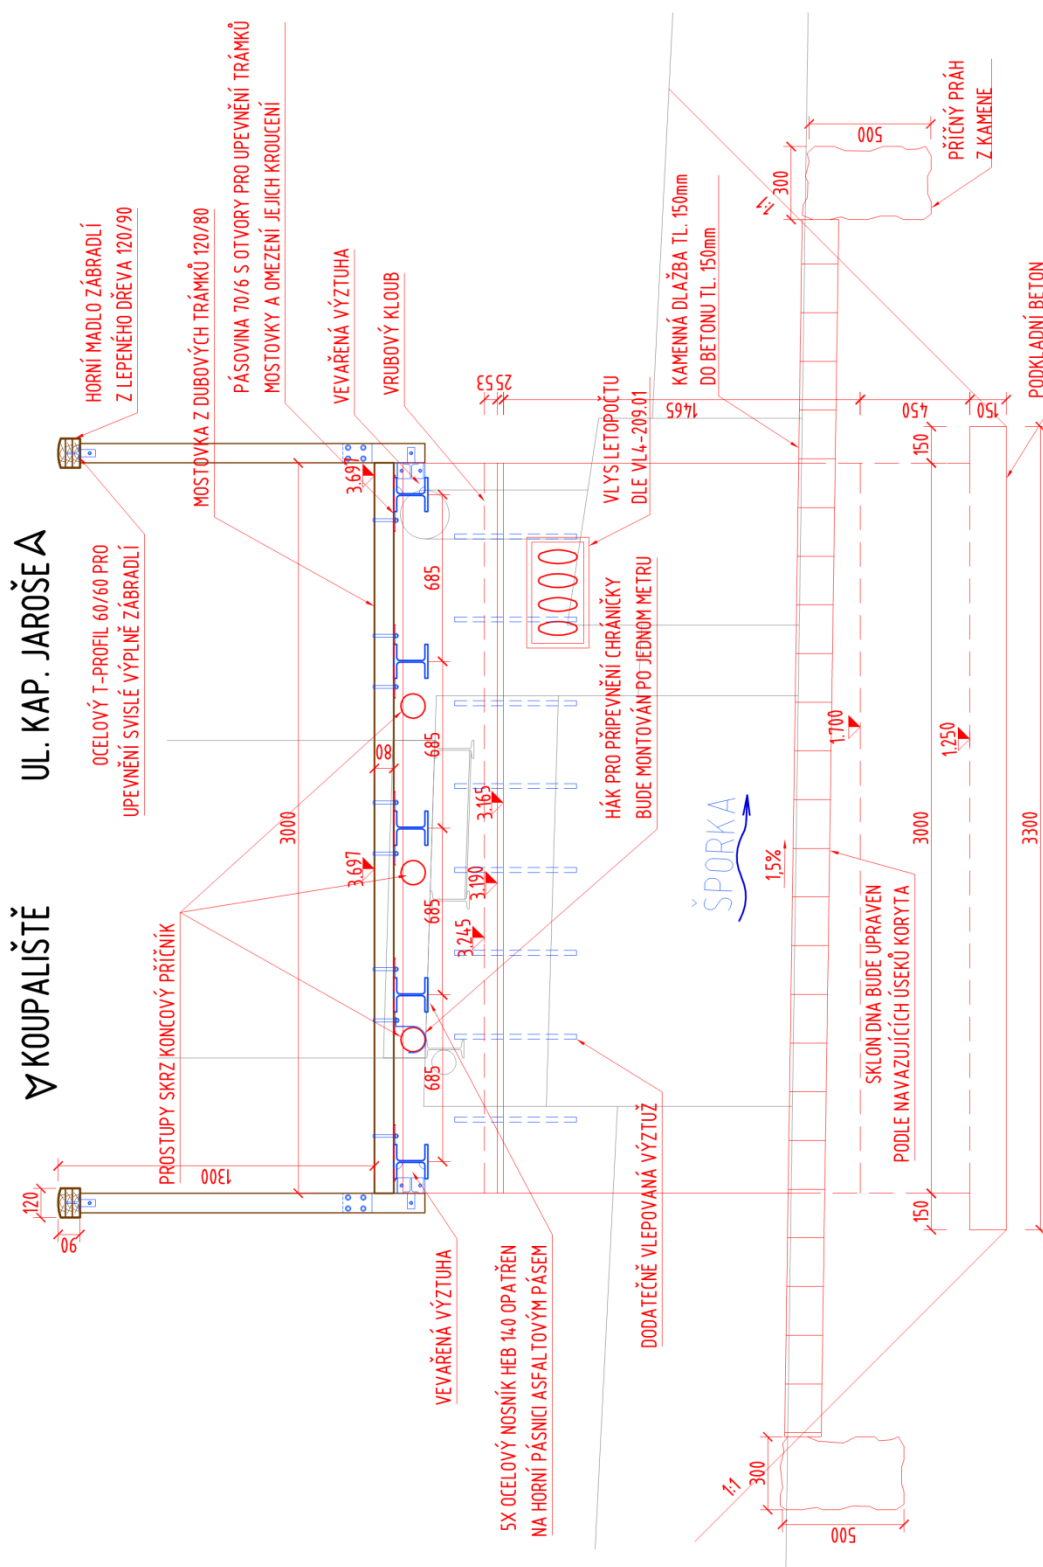 KOUPALIŠTĚ
UL. KAP. JAROŠE
HORNÍ MADLO ZÁBRADLÍ
Z LEPENÉHO DŘEVA 120/90
OCELOVÝ T-PROFIL 60/60 PRO
UPEVNĚNÍ SVISLÉ VÝPLNĚ ZÁBRADLÍ
MOSTOVKA Z DUBOVÝCH TRÁMKŮ 120/80
PÁSOVINA 70/6 S OTVORY PRO UPEVNĚNÍ TRÁMKŮ
MOSTOVKY A OMEZENÍ JEJICH KROUCENÍ
VEVAŘENÁ VÝZTUHA
VRUBOVÝ KLOUB
PROSTUPY SKRZ KONCOVÝ PŘÍČNÍK
120
90
1300
3000
80
3.697
3.697
685
685
685
685
3.245
3.190
3.165
2553
1465
450
150
VLYS LETOPOČTU
DLE VL4-209.01
KAMENNÁ DLAŽBA TL. 150mm
DO BETONU TL. 150mm
HÁK PRO PŘIPEVNĚNÍ CHRÁNIČKY
BUDE MONTOVÁN PO JEDNOM METRU
VEVAŘENÁ VÝZTUHA
5X OCELOVÝ NOSNÍK HEB 140 OPATŘEN
NA HORNÍ PÁSNICI ASFALTOVÝM PÁSEM
DODATEČNĚ VLEPOVANÁ VÝZTUŽ
ŠPORKA
1,5%
SKLON DNA BUDE UPRAVEN
PODLE NAVAZUJÍCÍCH ÚSEKŮ KORYTA
1.700
1.250
300
500
1:1
300
500
1:1
PŘÍČNÝ PRÁH
Z KAMENE
PODKLADNÍ BETON
150
3000
150
3300